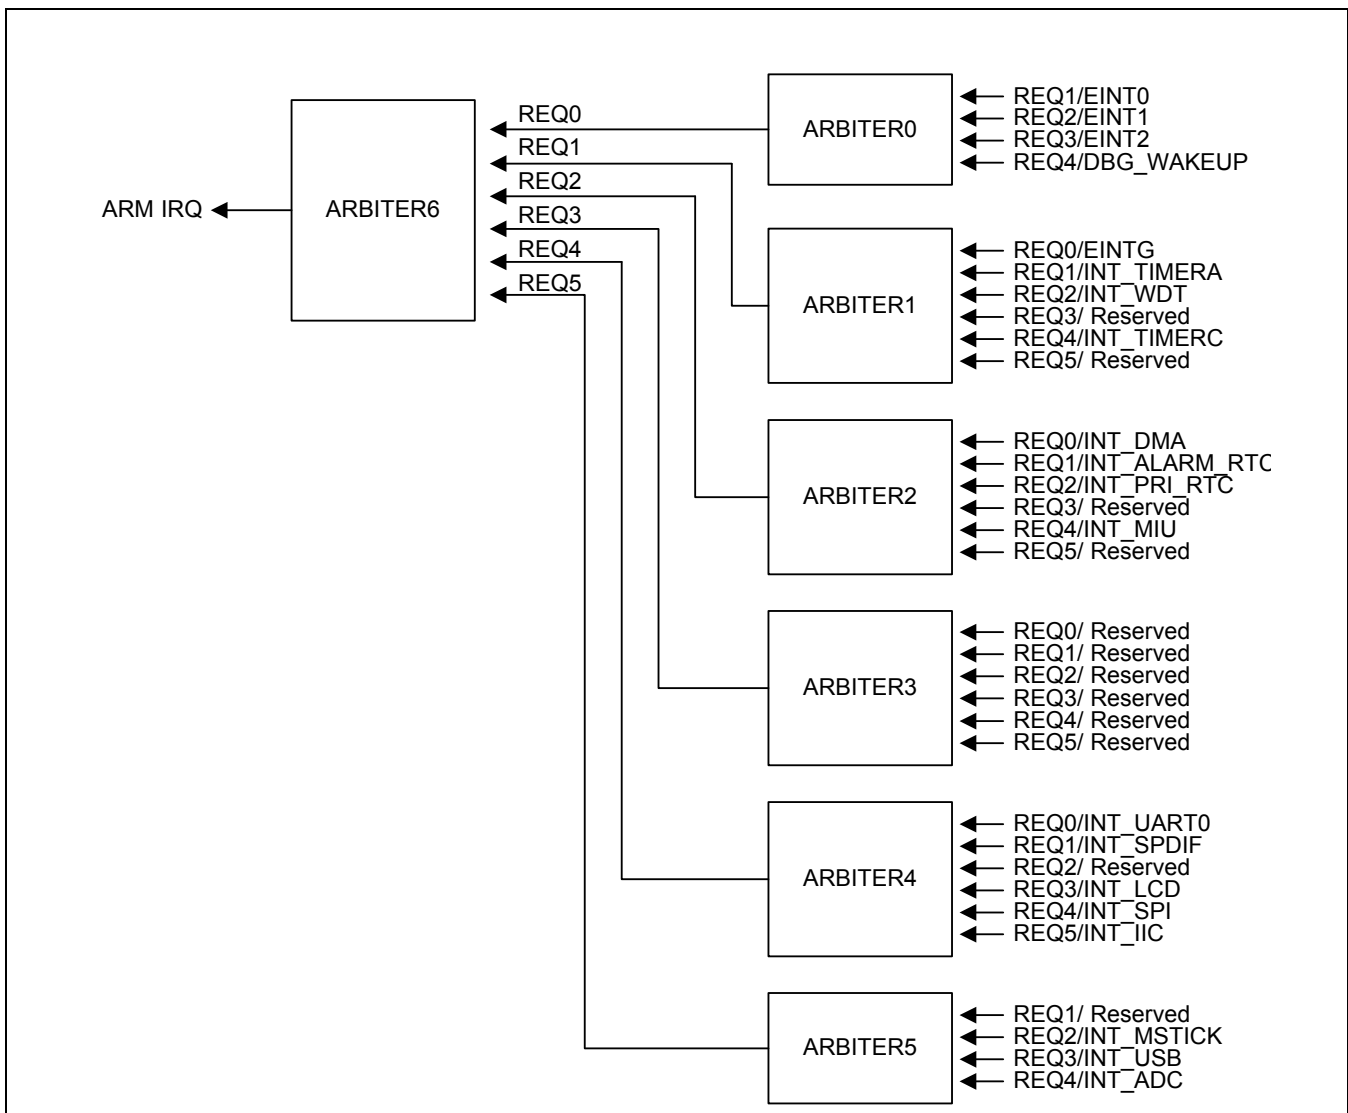 ARM IRQ
ARBITER6
REQ0
REQ1
REQ2
REQ3
REQ4
REQ5
ARBITER0
REQ1/EINT0
REQ2/EINT1
REQ3/EINT2
REQ4/DBG_WAKEUP
ARBITER1
REQ0/EINTG
REQ1/INT_TIMERA
REQ2/INT_WDT
REQ3/ Reserved
REQ4/INT_TIMERC
REQ5/ Reserved
ARBITER2
REQ0/INT_DMA
REQ1/INT_ALARM_RTC
REQ2/INT_PRI_RTC
REQ3/ Reserved
REQ4/INT_MIU
REQ5/ Reserved
ARBITER3
REQ0/ Reserved
REQ1/ Reserved
REQ2/ Reserved
REQ3/ Reserved
REQ4/ Reserved
REQ5/ Reserved
ARBITER4
REQ0/INT_UART0
REQ1/INT_SPDIF
REQ2/ Reserved
REQ3/INT_LCD
REQ4/INT_SPI
REQ5/INT_IIC
ARBITER5
REQ1/ Reserved
REQ2/INT_MSTICK
REQ3/INT_USB
REQ4/INT_ADC